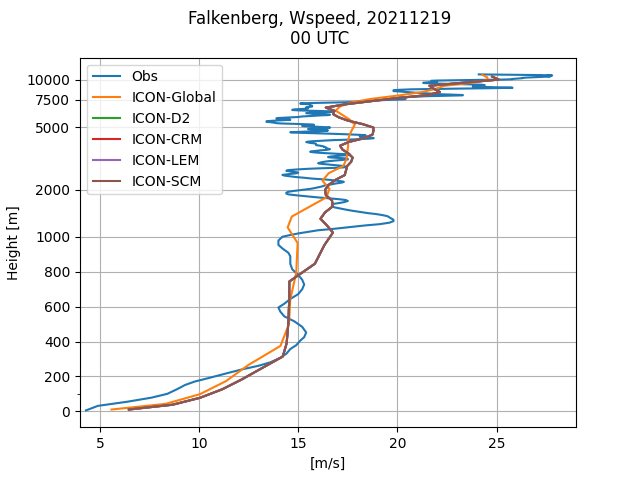 Falkenberg, Wspeed, 20211219
00 UTC
Obs
ICON-Global
ICON-D2
ICON-CRM
ICON-LEM
ICON-SCM
10000
7500
5000
2000
1000
800
600
400
200
0
Height [m]
5 10 15 20 25
[m/s]